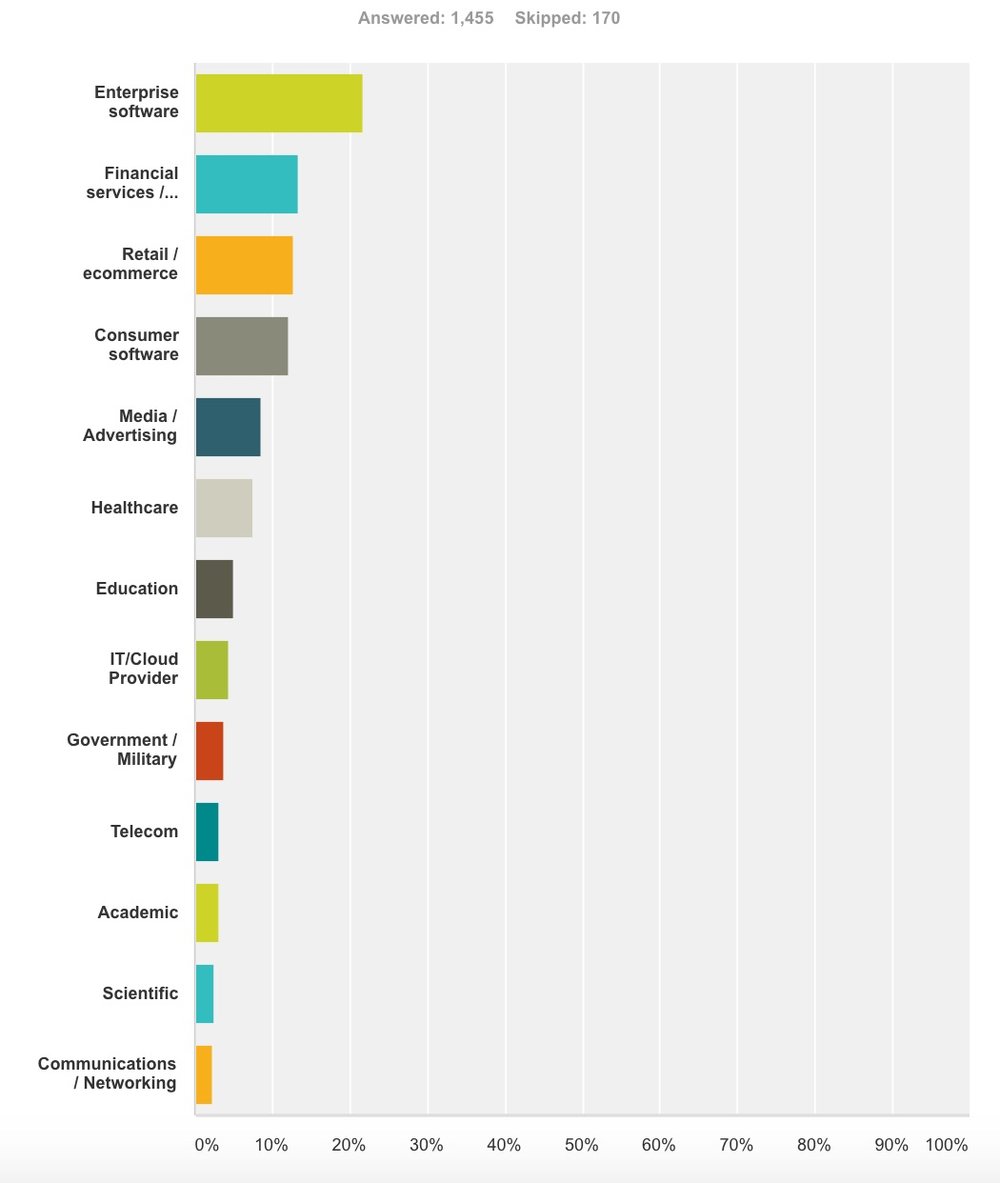 Answered: 1,455 Skipped: 170
Enterprise
software
Financial
services /...
Retail /
ecommerce
Consumer
software
Media /
Advertising
Healthcare
Education
IT/Cloud
Provider
Government /
Military
Telecom
Academic
Scientific
Communications
/ Networking
0% 10% 20% 30% 40% 50% 60% 70% 80% 90% 100%